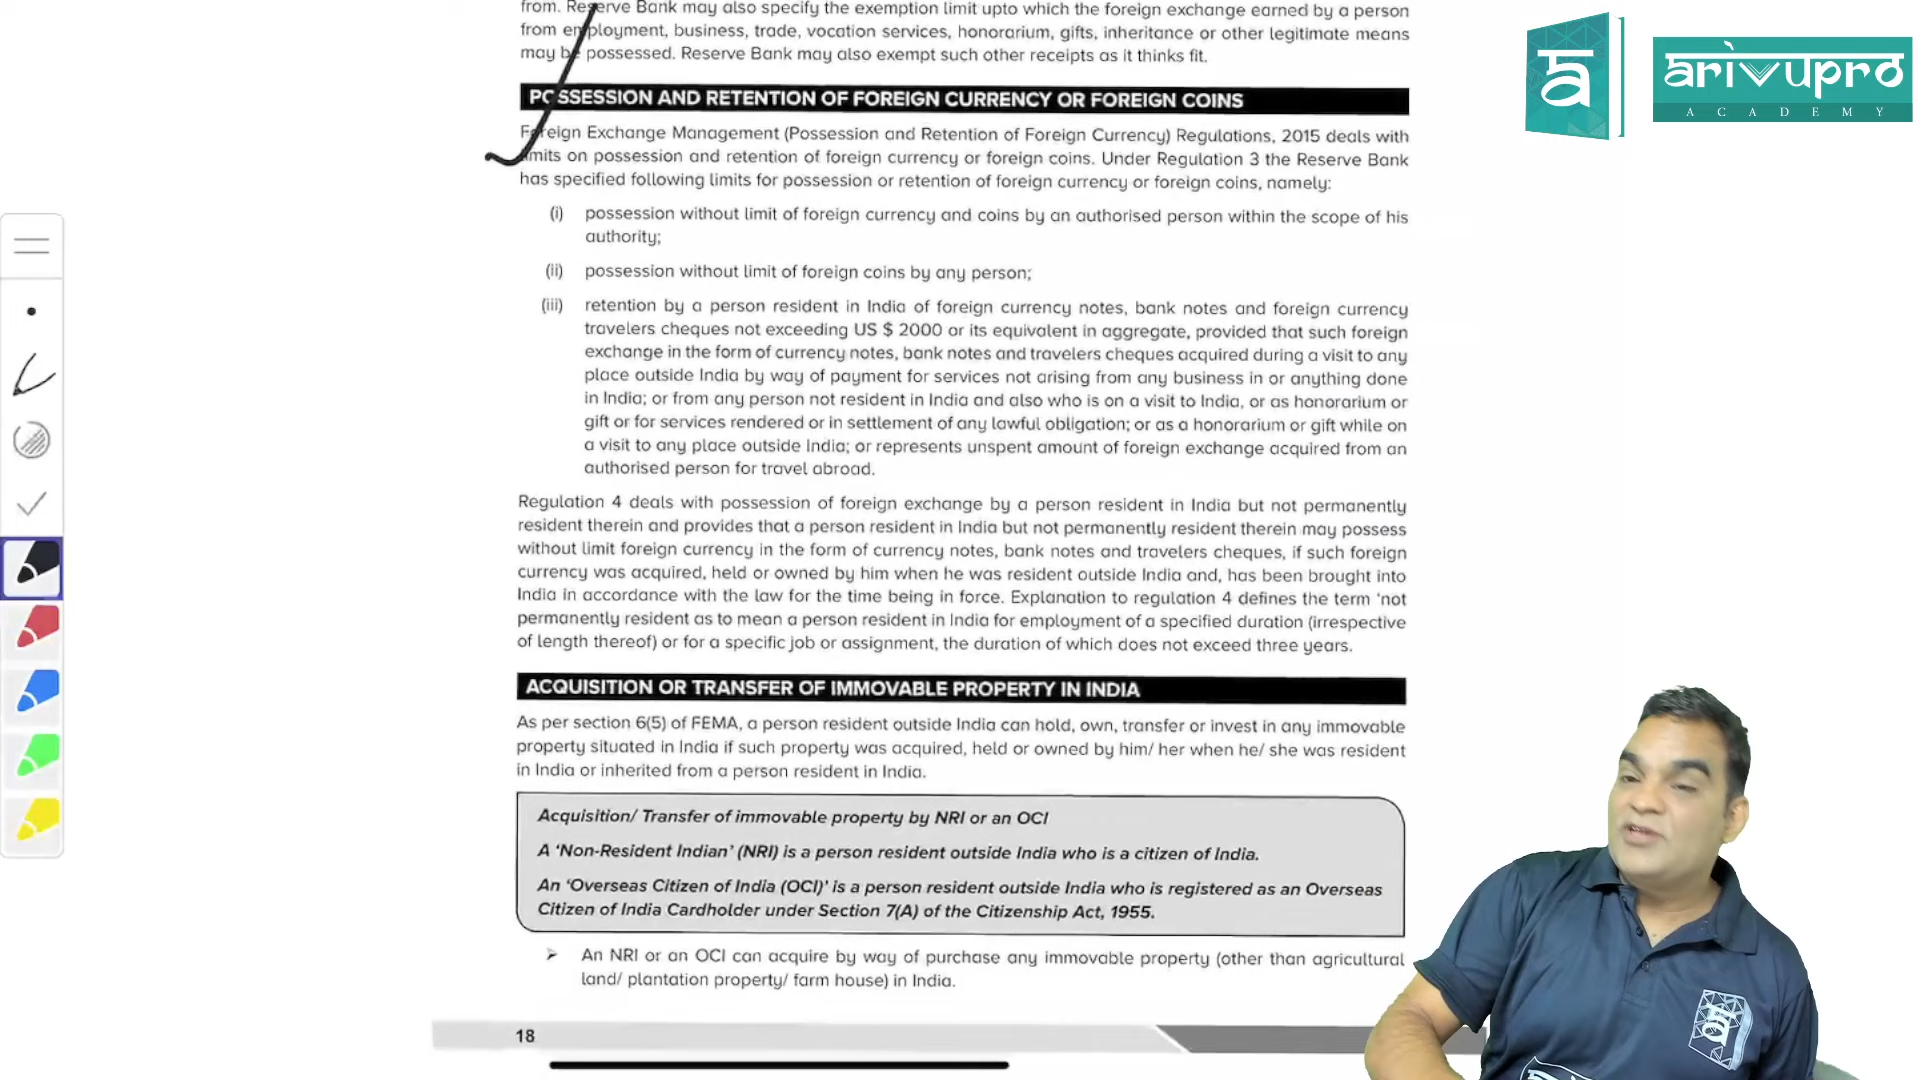 from. Reserve Bank may also specify the exemption limit upto which the foreign exchange earned by a person
from employment, business, trade, vocation services, honorarium, gifts, inheritance or other legitimate means
may be possessed. Reserve Bank may also exempt such other receipts as it thinks fit.
POSSESSION AND RETENTION OF FOREIGN CURRENCY OR FOREIGN COINS
Foreign Exchange Management (Possession and Retention of Foreign Currency) Regulations, 2015 deals with
limits on possession and retention of foreign currency or foreign coins. Under Regulation 3 the Reserve Bank
has specified following limits for possession or retention of foreign currency or foreign coins, namely:
(i) possession without limit of foreign currency and coins by an authorised person within the scope of his
authority;
(ii) possession without limit of foreign coins by any person;
(iii) retention by a person resident in India of foreign currency notes, bank notes and foreign currency
travelers cheques not exceeding US $ 2000 or its equivalent in aggregate, provided that such foreign
exchange in the form of currency notes, bank notes and travelers cheques acquired during a visit to any
place outside India by way of payment for services not arising from any business in or anything done
in India; or from any person not resident in India and also who is on a visit to India, or as honorarium or
gift or for services rendered or in settlement of any lawful obligation; or as a honorarium or gift while on
a visit to any place outside India; or represents unspent amount of foreign exchange acquired from an
authorised person for travel abroad.
Regulation 4 deals with possession of foreign exchange by a person resident in India but not permanently
resident therein and provides that a person resident in India but not permanently resident therein may possess
without limit foreign currency in the form of currency notes, bank notes and travelers cheques, if such foreign
currency was acquired, held or owned by him when he was resident outside India and, has been brought into
India in accordance with the law for the time being in force. Explanation to regulation 4 defines the term ‘not
permanently resident as to mean a person resident in India for employment of a specified duration (irrespective
of length thereof) or for a specific job or assignment, the duration of which does not exceed three years.
ACQUISITION OR TRANSFER OF IMMOVABLE PROPERTY IN INDIA
As per section 6(5) of FEMA, a person resident outside India can hold, own, transfer or invest in any immovable
property situated in India if such property was acquired, held or owned by him/ her when he/ she was resident
in India or inherited from a person resident in India.
Acquisition/ Transfer of immovable property by NRI or an OCI
A ‘Non-Resident Indian’ (NRI) is a person resident outside India who is a citizen of India.
An ‘Overseas Citizen of India (OCI)’ is a person resident outside India who is registered as an Overseas
Citizen of India Cardholder under Section 7(A) of the Citizenship Act, 1955.
➢ An NRI or an OCI can acquire by way of purchase any immovable property (other than agricultural
land/ plantation property/ farm house) in India.
18
arivupro
ACADEMY